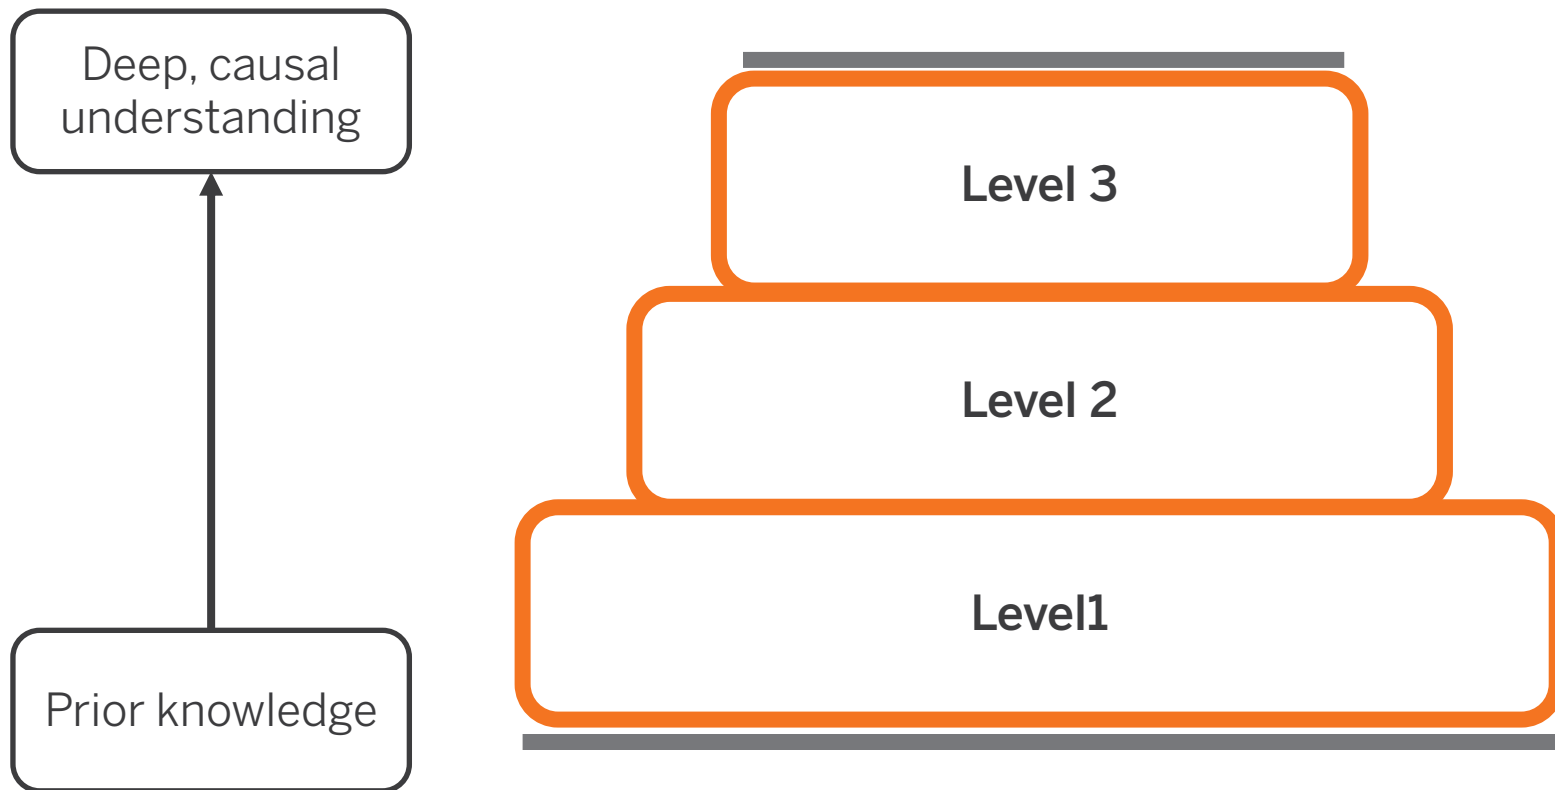 Deep, causal
understanding
Level 3
Level 2
Level1
Prior knowledge